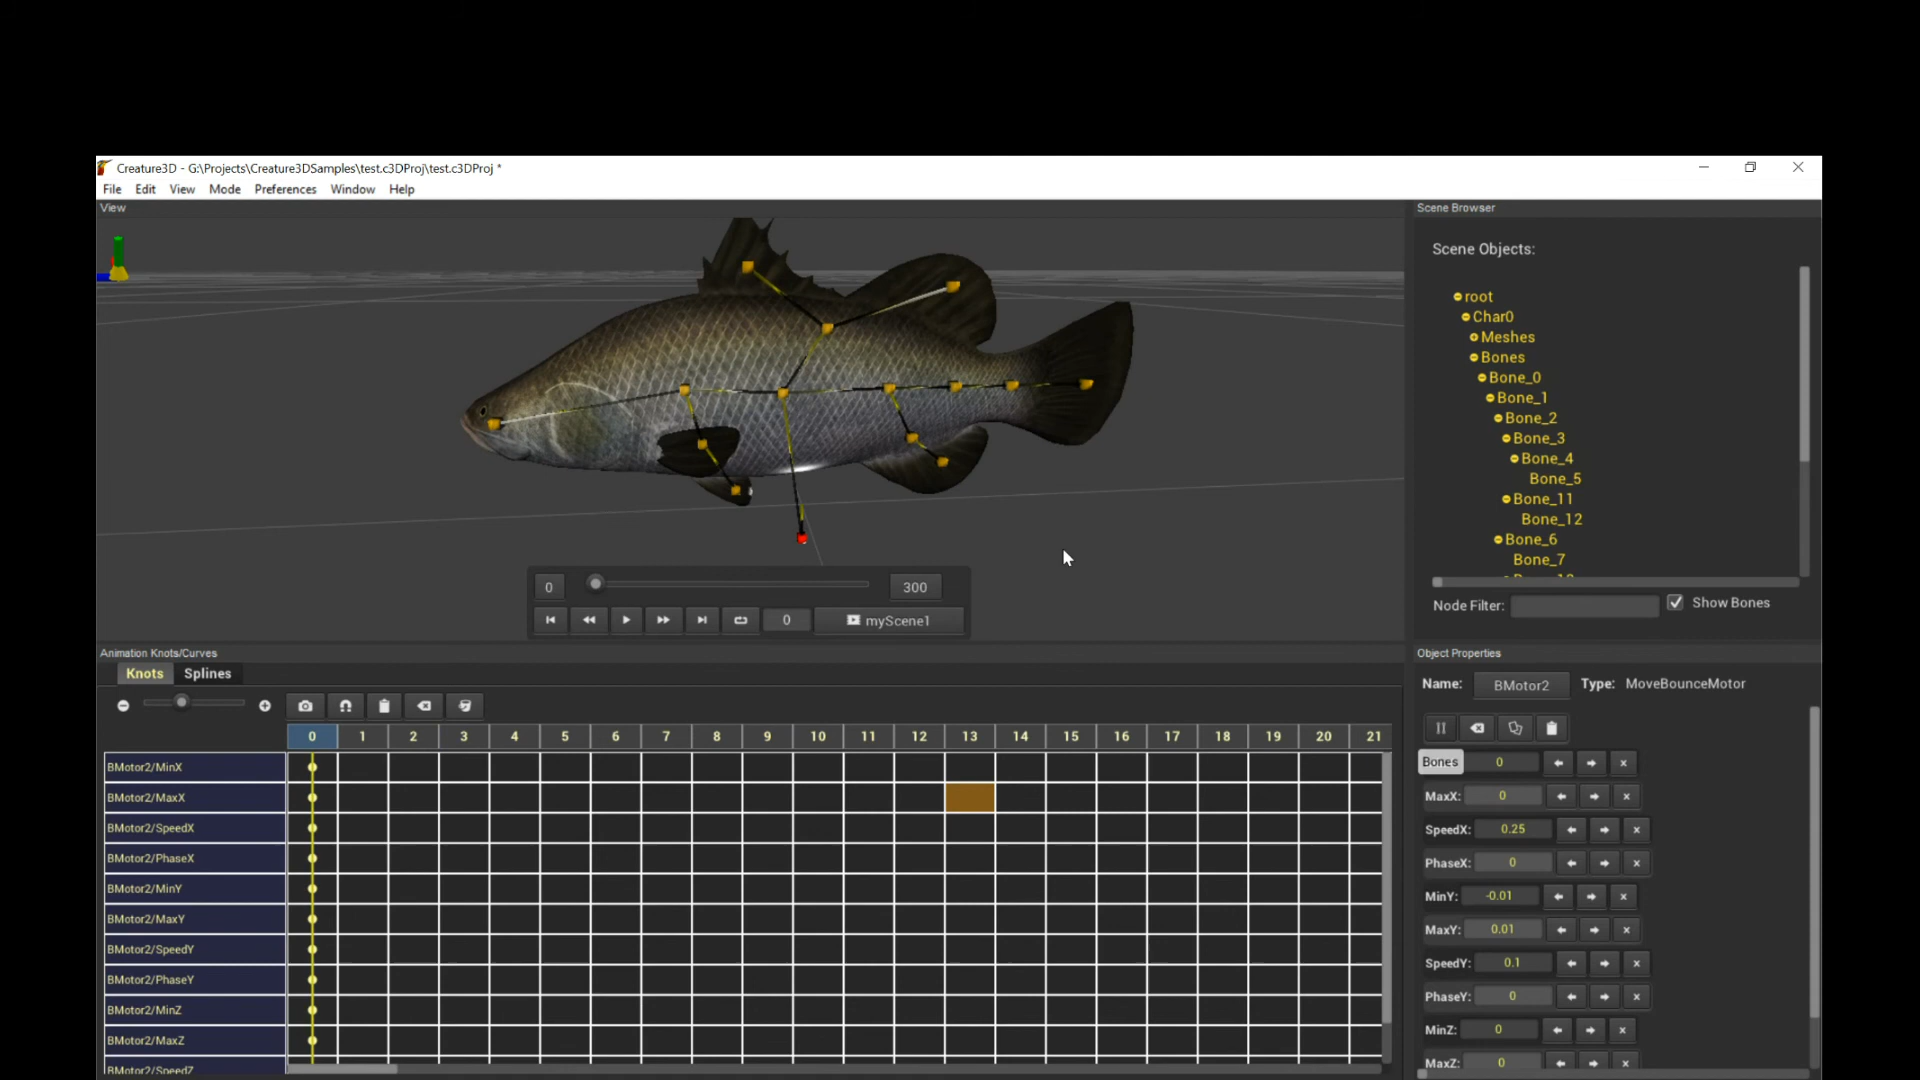 Creature3D - G:\Projects\Creature3DSamples\test.c3DProj\test.c3DProj *
File Edit View Mode Preferences Window Help
View
Scene Browser
Scene Objects:
root
Char0
Meshes
Bones
Bone_0
Bone_1
Bone_2
Bone_3
Bone_4
Bone_5
Bone_11
Bone_12
Bone_6
Bone_7
Node Filter: Show Bones
0 300
0 myScene1
Animation Knots/Curves
Knots Splines
0 1 2 3 4 5 6 7 8 9 10 11 12 13 14 15 16 17 18 19 20 21
BMotor2/MinX
BMotor2/MaxX
BMotor2/SpeedX
BMotor2/PhaseX
BMotor2/MinY
BMotor2/MaxY
BMotor2/SpeedY
BMotor2/PhaseY
BMotor2/MinZ
BMotor2/MaxZ
BMotor2/SpeedZ
Object Properties
Name: BMotor2 Type: MoveBounceMotor
Bones 0 x
MaxX: 0 x
SpeedX: 0.25 x
PhaseX: 0 x
MinY: -0.01 x
MaxY: 0.01 x
SpeedY: 0.1 x
PhaseY: 0 x
MinZ: 0 x
MaxZ: 0 x